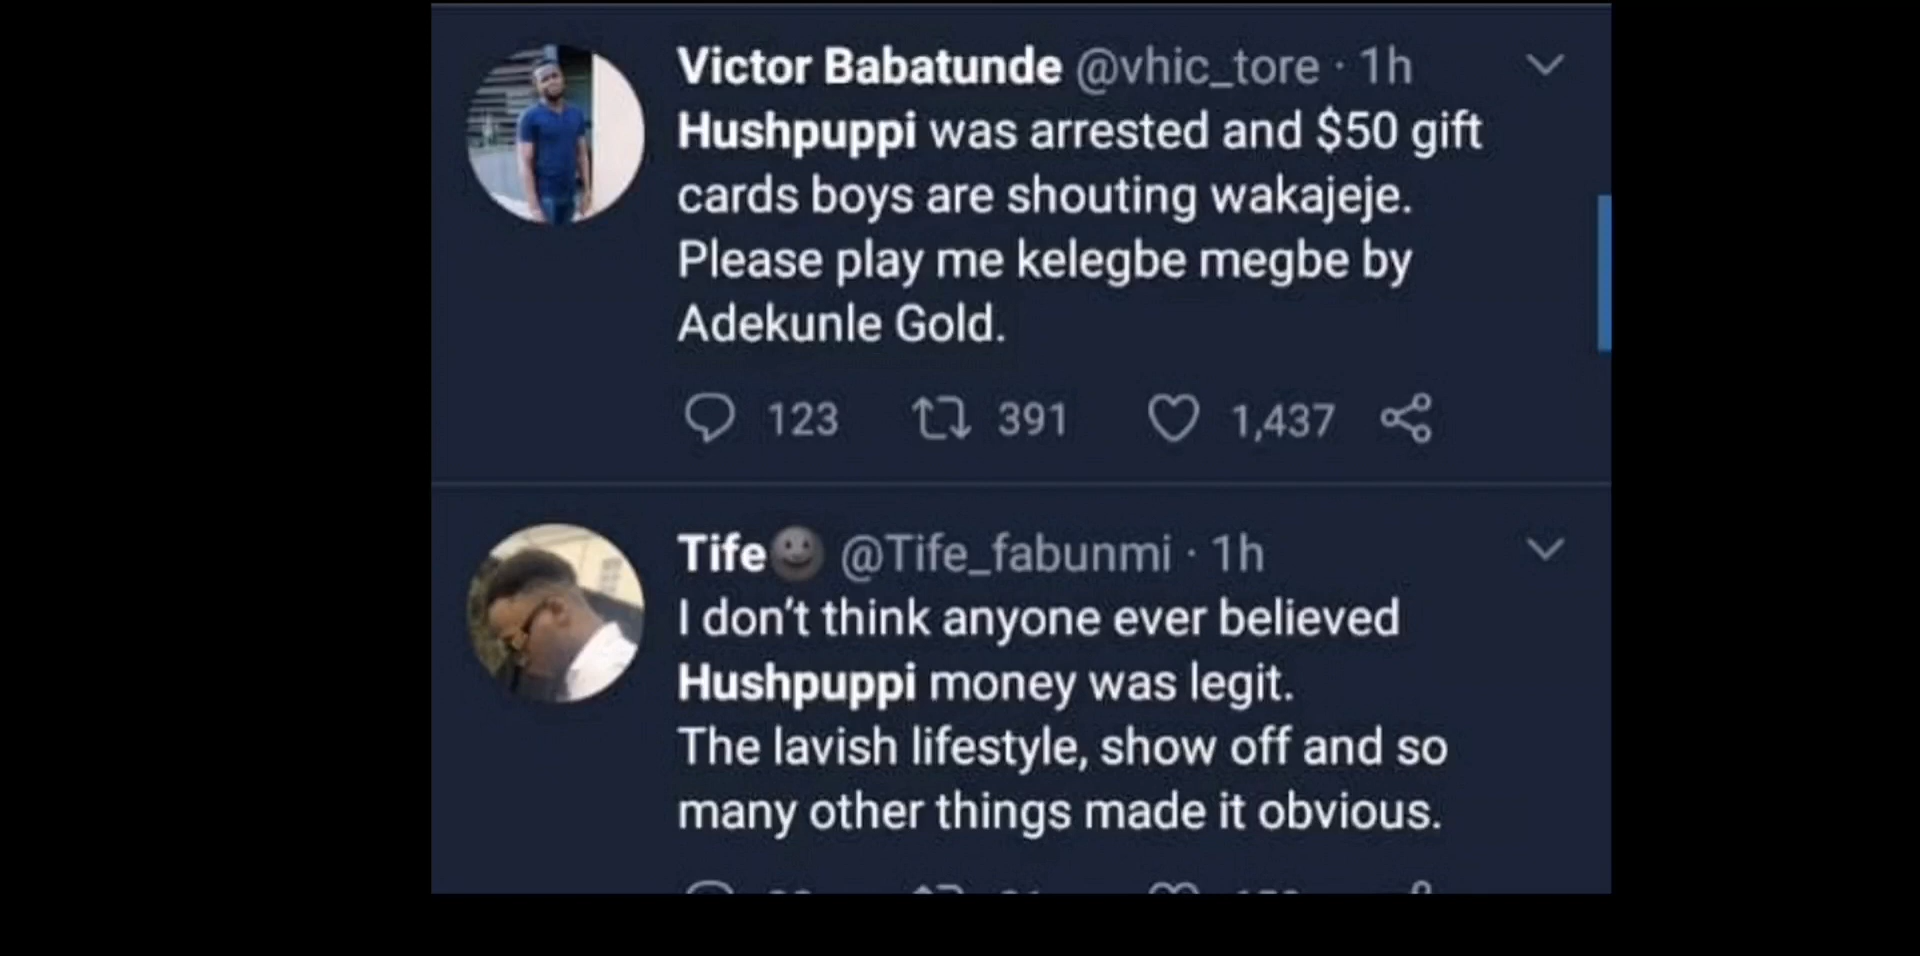 Victor Babatunde @vhic_tore · 1h
Hushpuppi was arrested and $50 gift
cards boys are shouting wakajeje.
Please play me kelegbe megbe by
Adekunle Gold.
123 391 1,437
Tife @Tife_fabunmi · 1h
I don't think anyone ever believed
Hushpuppi money was legit.
The lavish lifestyle, show off and so
many other things made it obvious.